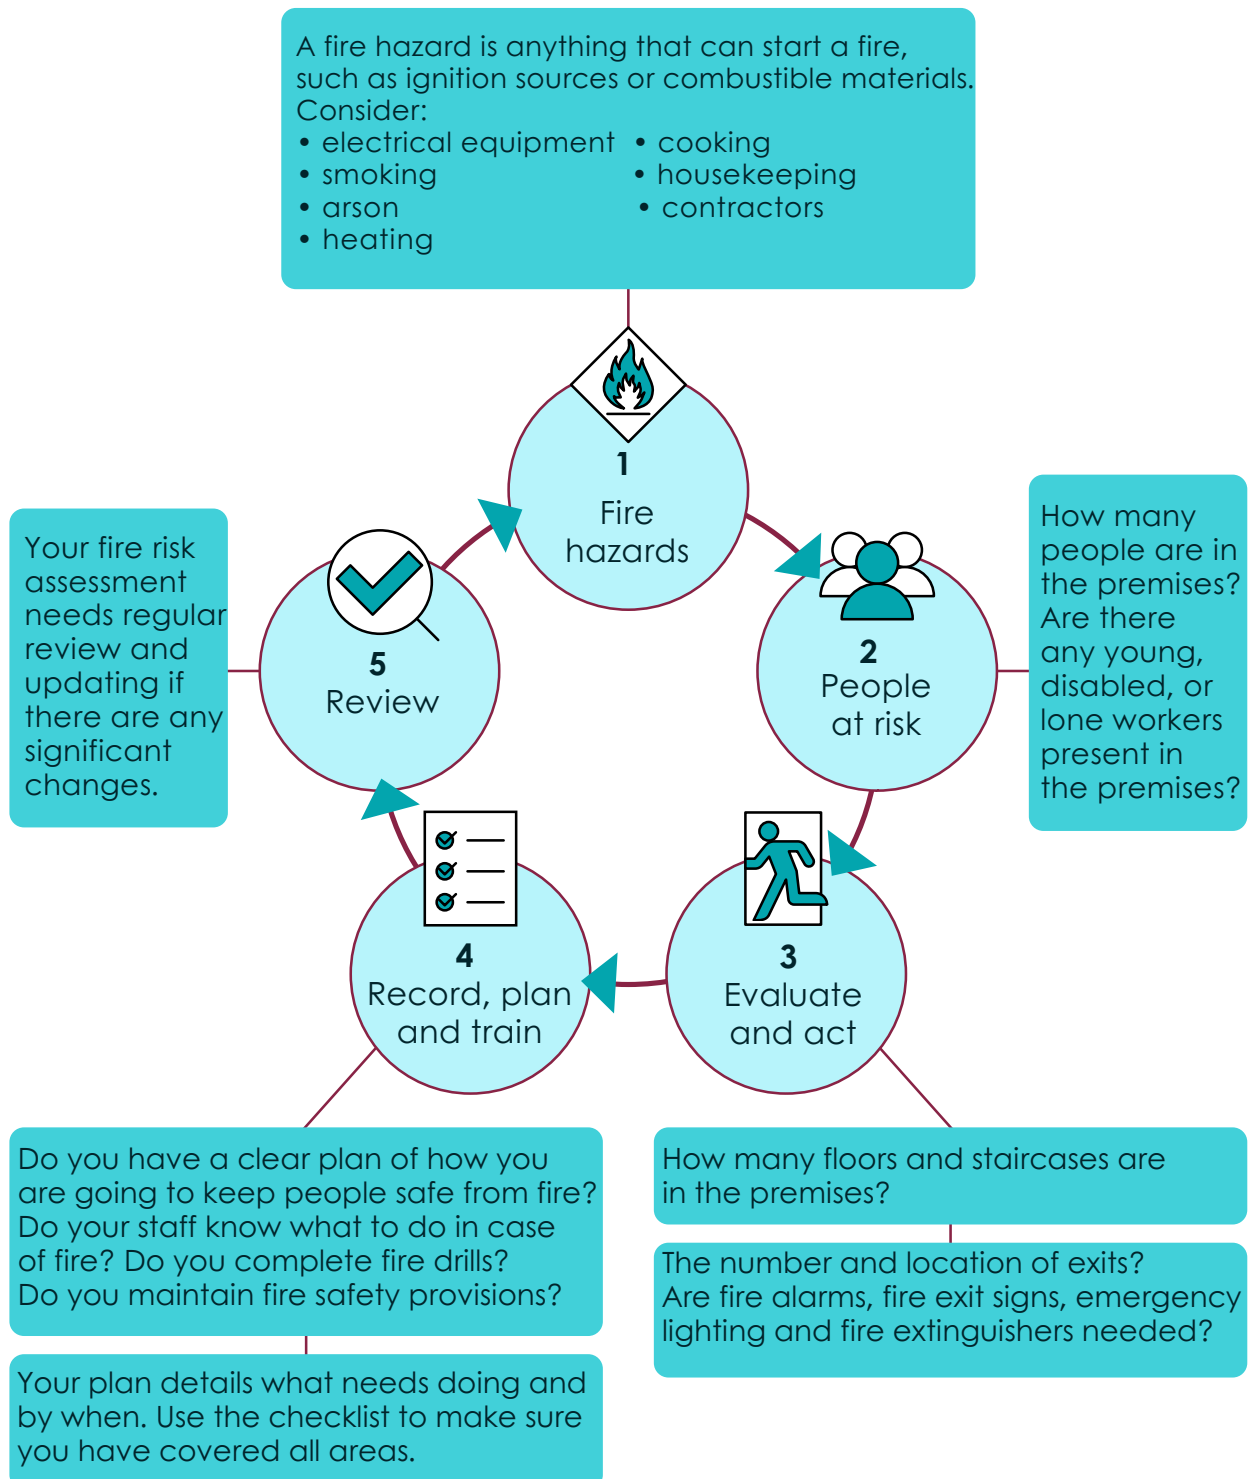 A fire hazard is anything that can start a fire,
such as ignition sources or combustible materials.
Consider:
• electrical equipment • cooking
• smoking • housekeeping
• arson • contractors
• heating
1
Fire
hazards
2
People
at risk
How many
people are in
the premises?
Are there
any young,
disabled, or
lone workers
present in
the premises?
3
Evaluate
and act
How many floors and staircases are
in the premises?
The number and location of exits?
Are fire alarms, fire exit signs, emergency
lighting and fire extinguishers needed?
4
Record, plan
and train
Do you have a clear plan of how you
are going to keep people safe from fire?
Do your staff know what to do in case
of fire? Do you complete fire drills?
Do you maintain fire safety provisions?
Your plan details what needs doing and
by when. Use the checklist to make sure
you have covered all areas.
5
Review
Your fire risk
assessment
needs regular
review and
updating if
there are any
significant
changes.